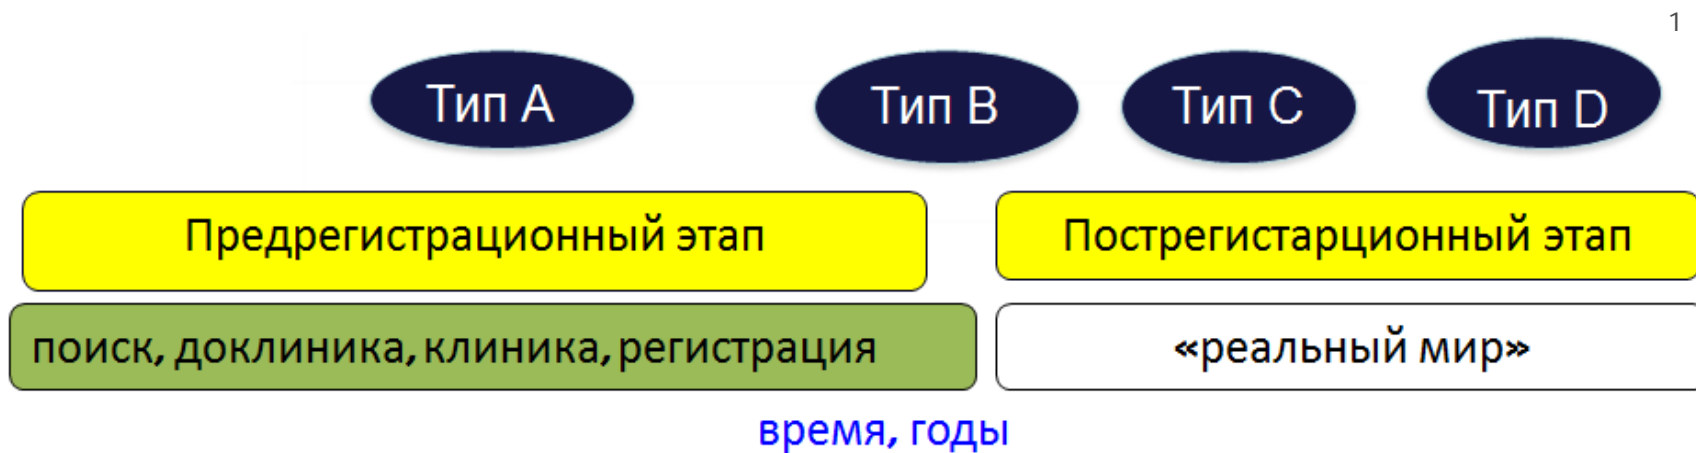 1
Тип A
Тип B
Тип C
Тип D
Предрегистрационный этап
Пострегистарционный этап
поиск, доклиника, клиника, регистрация
«реальный мир»
время, годы